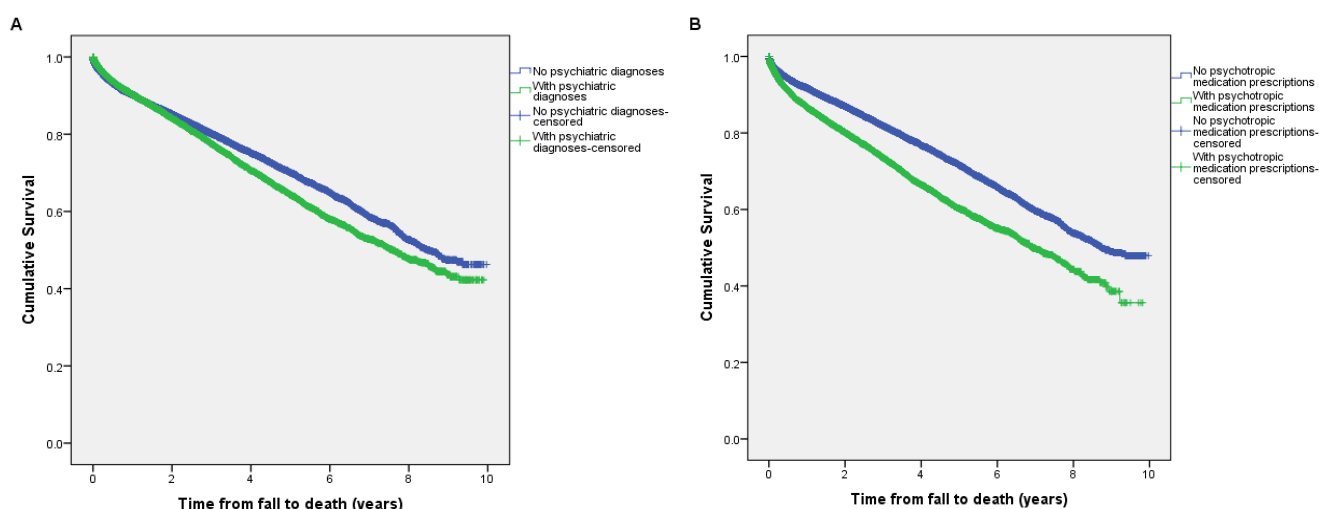 A
1.0
0.8
0.6
0.4
0.2
0.0
Cumulative Survival
0 2 4 6 8 10
Time from fall to death (years)
No psychiatric diagnoses
With psychiatric
diagnoses
No psychiatric diagnoses-
censored
With psychiatric
diagnoses-censored
B
1.0
0.8
0.6
0.4
0.2
0.0
Cumulative Survival
0 2 4 6 8 10
Time from fall to death (years)
No psychotropic
medication prescriptions
With psychotropic
medication prescriptions
No psychotropic
medication prescriptions-
censored
With psychotropic
medication prescriptions-
censored